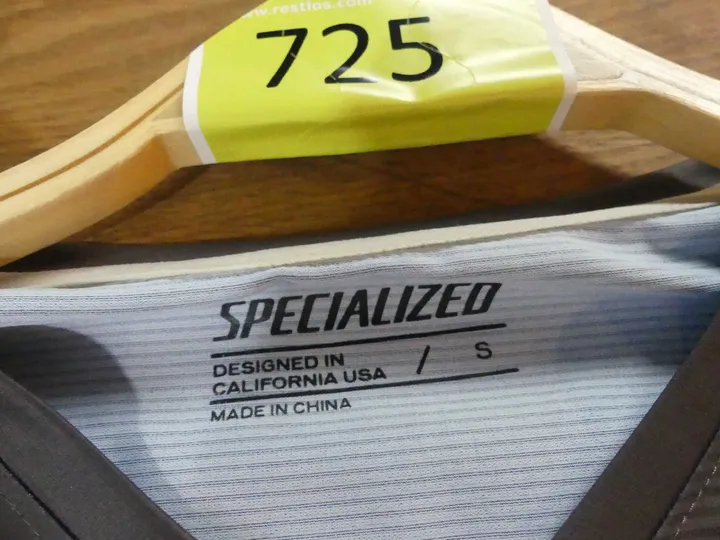 www.restlos.com
725
SPECIALIZED
DESIGNED IN
CALIFORNIA USA / S
MADE IN CHINA